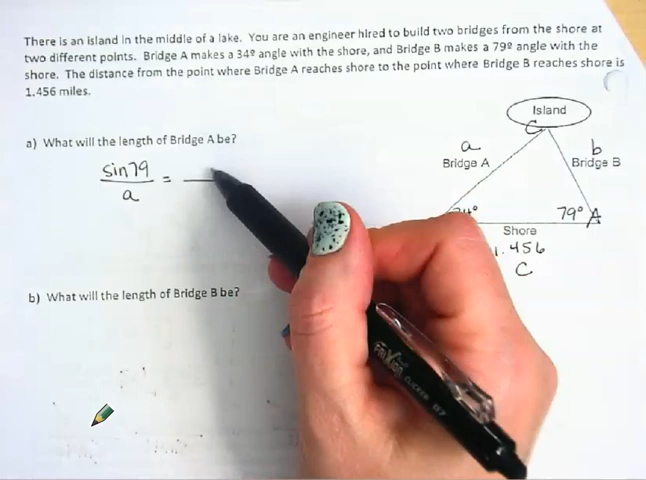 There is an island in the middle of a lake. You are an engineer hired to build two bridges from the shore at
two different points. Bridge A makes a 34º angle with the shore, and Bridge B makes a 79º angle with the
shore. The distance from the point where Bridge A reaches shore to the point where Bridge B reaches shore is
1.456 miles.
Island
C
a
b
Bridge A
Bridge B
79º A
Shore
1.456
C
a) What will the length of Bridge A be?
sin79
a
=
b) What will the length of Bridge B be?
FriXion
CLICKER 07